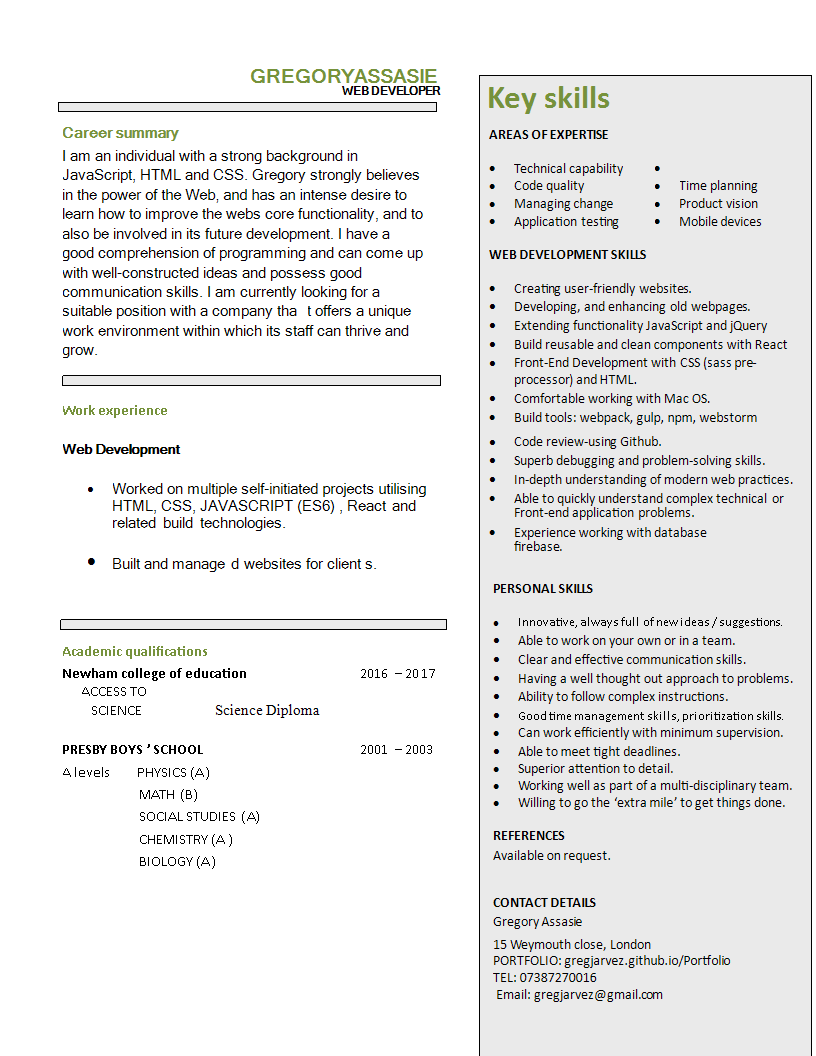 GREGORYASSASIE
WEB DEVELOPER
Career summary
I am an individual with a strong background in
JavaScript, HTML and CSS. Gregory strongly believes
in the power of the Web, and has an intense desire to
learn how to improve the webs core functionality, and to
also be involved in its future development. I have a
good comprehension of programming and can come up
with well-constructed ideas and possess good
communication skills. I am currently looking for a
suitable position with a company tha t offers a unique
work environment within which its staff can thrive and
grow.
Work experience
Web Development
• Worked on multiple self-initiated projects utilising
HTML, CSS, JAVASCRIPT (ES6) , React and
related build technologies.
• Built and manage d websites for client s.
Academic qualifications
Newham college of education 2016 – 2017
ACCESS TO
SCIENCE Science Diploma
PRESBY BOYS ’ SCHOOL 2001 – 2003
A levels PHYSICS (A)
MATH (B)
SOCIAL STUDIES (A)
CHEMISTRY (A )
BIOLOGY (A)
Key skills
AREAS OF EXPERTISE
• Technical capability •
• Code quality • Time planning
• Managing change • Product vision
• Application testing • Mobile devices
WEB DEVELOPMENT SKILLS
• Creating user-friendly websites.
• Developing, and enhancing old webpages.
• Extending functionality JavaScript and jQuery
• Build reusable and clean components with React
• Front-End Development with CSS (sass pre-
processor) and HTML.
• Comfortable working with Mac OS.
• Build tools: webpack, gulp, npm, webstorm
• Code review-using Github.
• Superb debugging and problem-solving skills.
• In-depth understanding of modern web practices.
• Able to quickly understand complex technical or
Front-end application problems.
• Experience working with database
firebase.
PERSONAL SKILLS
• Innovative, always full of new ideas / suggestions.
• Able to work on your own or in a team.
• Clear and effective communication skills.
• Having a well thought out approach to problems.
• Ability to follow complex instructions.
• Good time management skills, prioritization skills.
• Can work efficiently with minimum supervision.
• Able to meet tight deadlines.
• Superior attention to detail.
• Working well as part of a multi-disciplinary team.
• Willing to go the ‘extra mile’ to get things done.
REFERENCES
Available on request.
CONTACT DETAILS
Gregory Assasie
15 Weymouth close, London
PORTFOLIO: gregjarvez.github.io/Portfolio
TEL: 07387270016
Email: gregjarvez@gmail.com